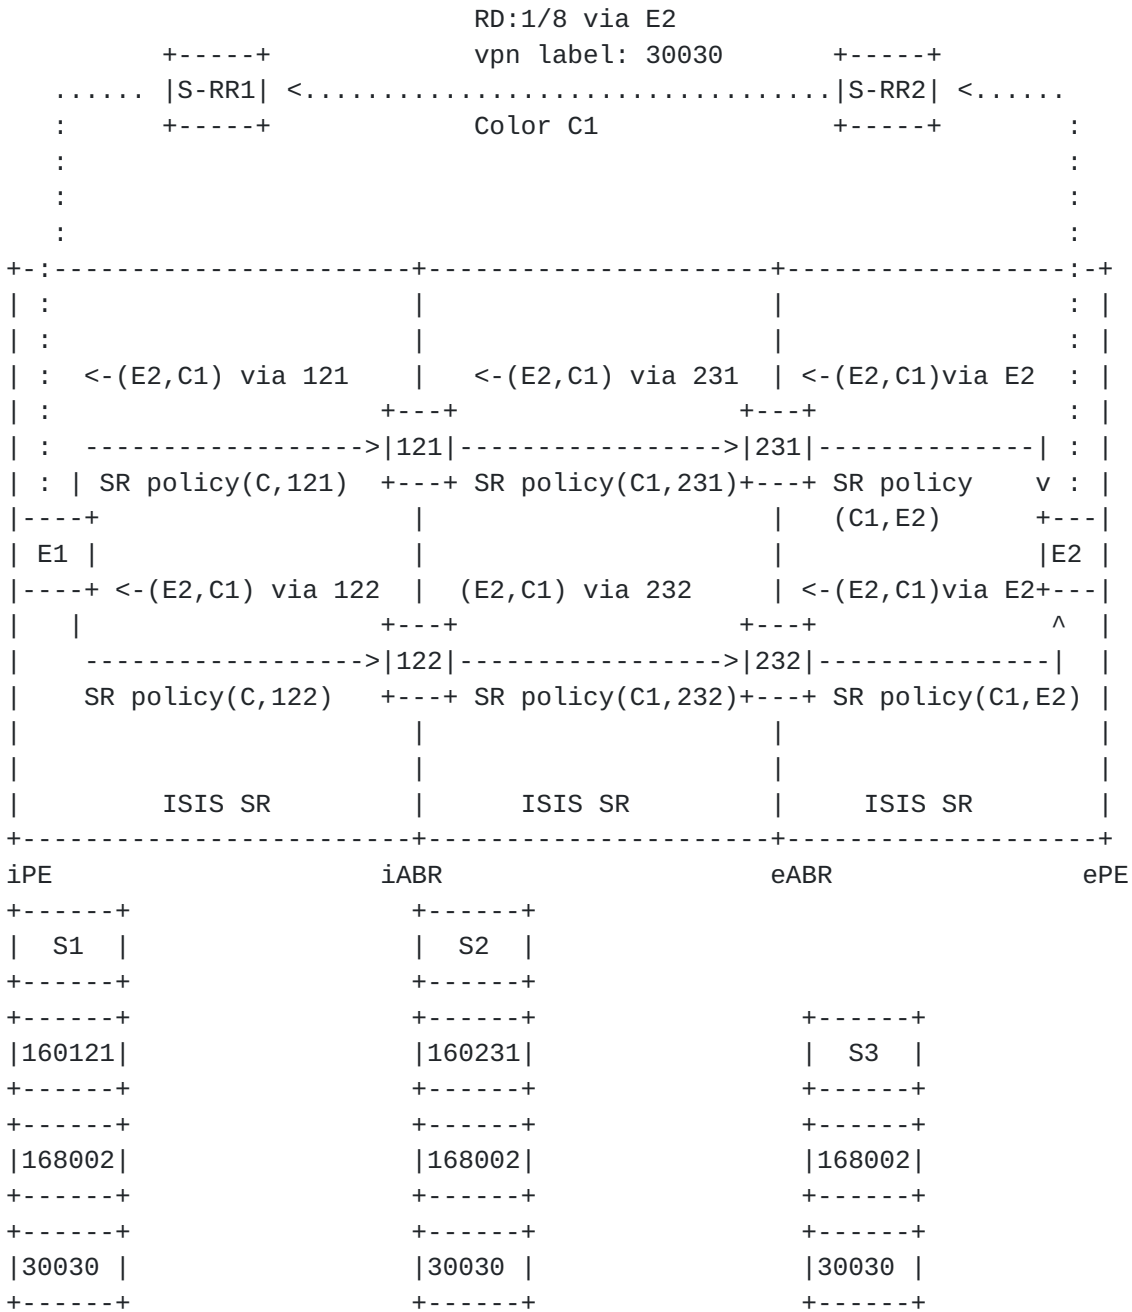 RD:1/8 via E2
vpn label: 30030
S-RR1 S-RR2
Color C1
<-(E2,C1) via 121 <-(E2,C1) via 231 <-(E2,C1)via E2
121 231
SR policy(C,121) SR policy(C1,231) SR policy v
(C1,E2)
E1 E2
<-(E2,C1) via 122 (E2,C1) via 232 <-(E2,C1)via E2
122 232
SR policy(C,122) SR policy(C1,232) SR policy(C1,E2)
ISIS SR ISIS SR ISIS SR
iPE iABR eABR ePE
S1 S2
160121 160231 S3
168002 168002 168002
30030 30030 30030